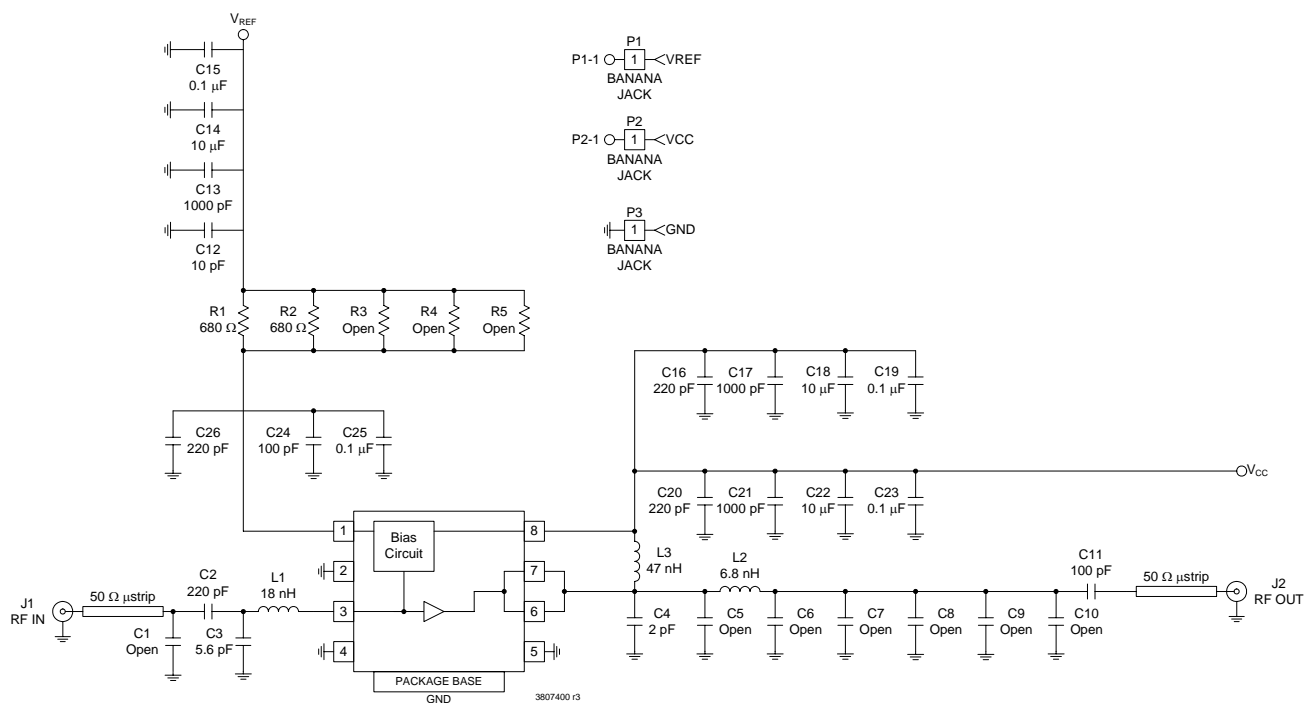 V_REF
C15
0.1 μF
C14
10 μF
C13
1000 pF
C12
10 pF
P1
P1-1
1
VREF
BANANA
JACK
P2
P2-1
1
VCC
BANANA
JACK
P3
1
GND
BANANA
JACK
R1
680 Ω
R2
680 Ω
R3
Open
R4
Open
R5
Open
C26
220 pF
C24
100 pF
C25
0.1 μF
C16
220 pF
C17
1000 pF
C18
10 μF
C19
0.1 μF
V_CC
C20
220 pF
C21
1000 pF
C22
10 μF
C23
0.1 μF
1
2
3
4
Bias
Circuit
8
7
6
5
PACKAGE BASE
GND
3807400 r3
J1
RF IN
50 Ω μstrip
C1
Open
C2
220 pF
C3
5.6 pF
L1
18 nH
L3
47 nH
L2
6.8 nH
C4
2 pF
C5
Open
C6
Open
C7
Open
C8
Open
C9
Open
C10
Open
C11
100 pF
50 Ω μstrip
J2
RF OUT